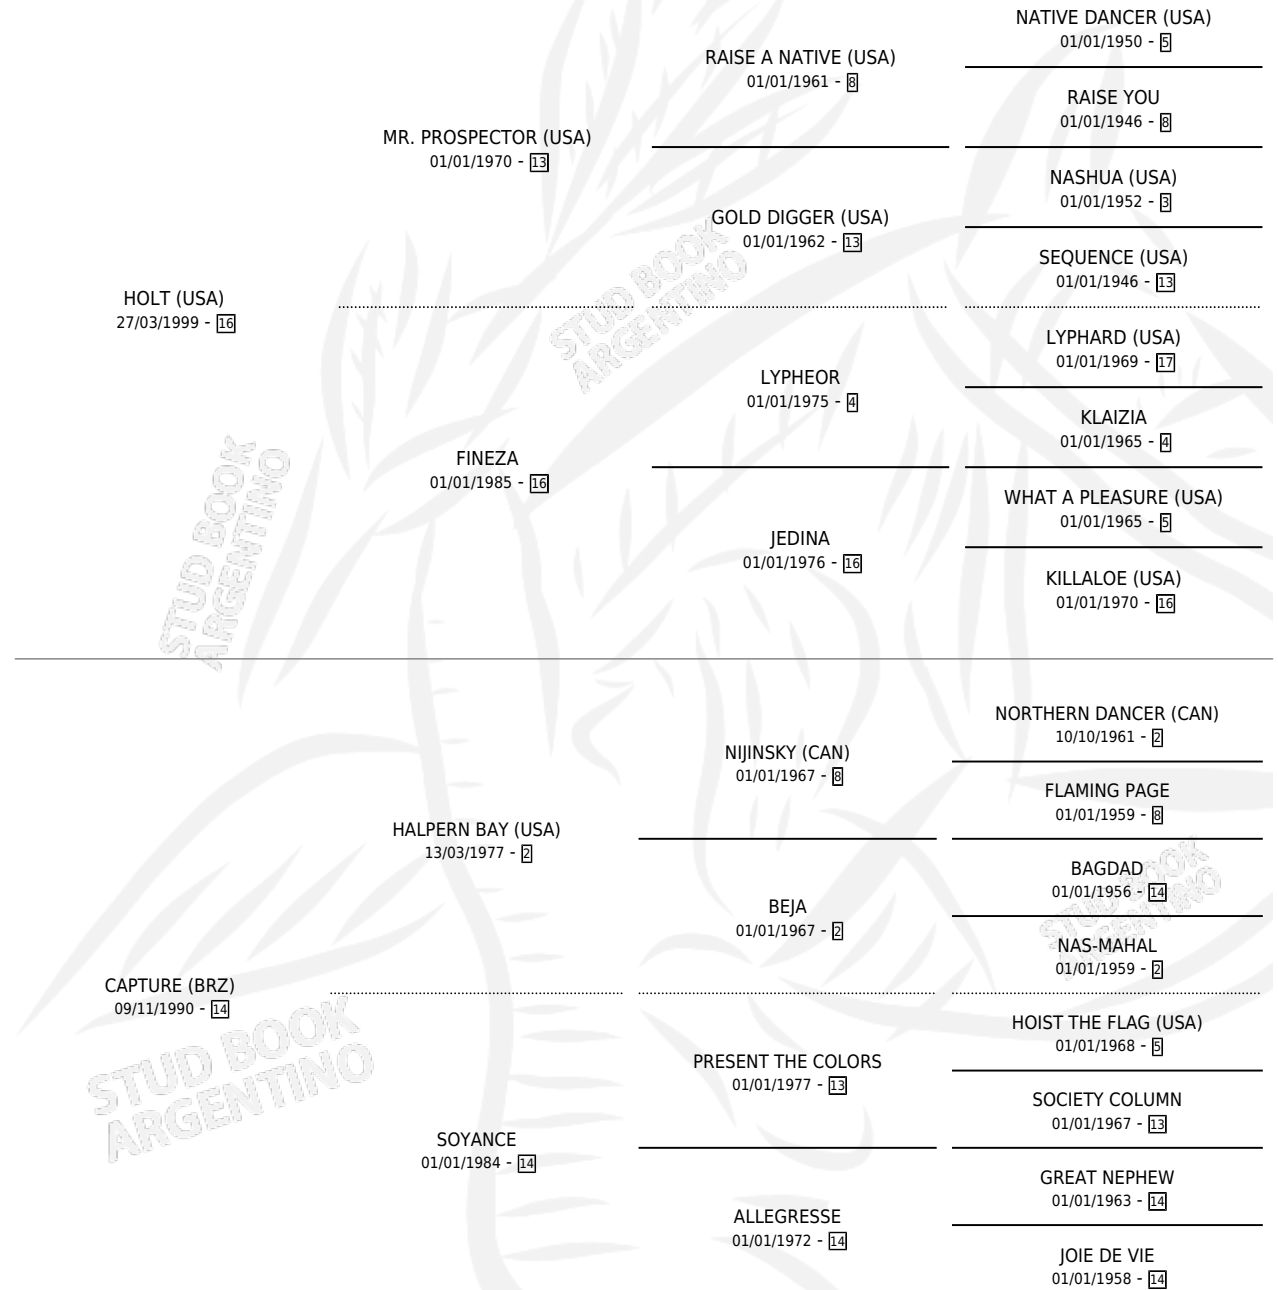 NATIVE DANCER (USA)
01/01/1950 - 5
RAISE A NATIVE (USA)
01/01/1961 - 8
RAISE YOU
01/01/1946 - 8
MR. PROSPECTOR (USA)
01/01/1970 - 13
NASHUA (USA)
01/01/1952 - 3
GOLD DIGGER (USA)
01/01/1962 - 13
SEQUENCE (USA)
01/01/1946 - 13
HOLT (USA)
27/03/1999 - 16
STUD BOOK
ARGENTINO
LYPHARD (USA)
01/01/1969 - 17
LYPHEOR
01/01/1975 - 4
KLAIZIA
01/01/1965 - 4
FINEZA
01/01/1985 - 16
WHAT A PLEASURE (USA)
01/01/1965 - 5
JEDINA
01/01/1976 - 16
KILLALOE (USA)
01/01/1970 - 16
STUD BOOK
ARGENTINO
NORTHERN DANCER (CAN)
10/10/1961 - 2
NIJINSKY (CAN)
01/01/1967 - 8
FLAMING PAGE
01/01/1959 - 8
HALPERN BAY (USA)
13/03/1977 - 2
BAGDAD
01/01/1956 - 14
BEJA
01/01/1967 - 2
NAS-MAHAL
01/01/1959 - 2
STUD BOOK
ARGENTINO
CAPTURE (BRZ)
09/11/1990 - 14
HOIST THE FLAG (USA)
01/01/1968 - 5
PRESENT THE COLORS
01/01/1977 - 13
SOCIETY COLUMN
01/01/1967 - 13
STUD BOOK
ARGENTINO
SOYANCE
01/01/1984 - 14
GREAT NEPHEW
01/01/1963 - 14
ALLEGRESSE
01/01/1972 - 14
JOIE DE VIE
01/01/1958 - 14